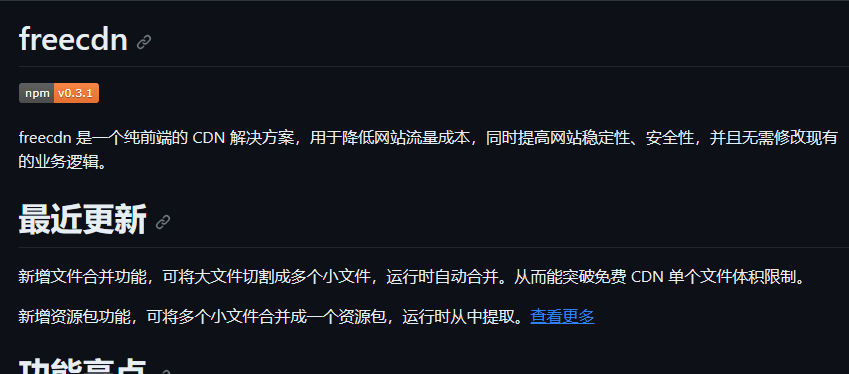 freecdn
npm v0.3.1
freecdn 是一个纯前端的 CDN 解决方案，用于降低网站流量成本，同时提高网站稳定性、安全性，并且无需修改现有
的业务逻辑。
最近更新
新增文件合并功能，可将大文件切割成多个小文件，运行时自动合并。从而能突破免费 CDN 单个文件体积限制。
新增资源包功能，可将多个小文件合并成一个资源包，运行时从中提取。查看更多
功能亮点